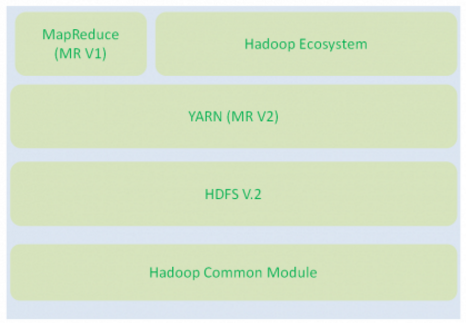 MapReduce
(MR V1)
Hadoop Ecosystem
YARN (MR V2)
HDFS V.2
Hadoop Common Module